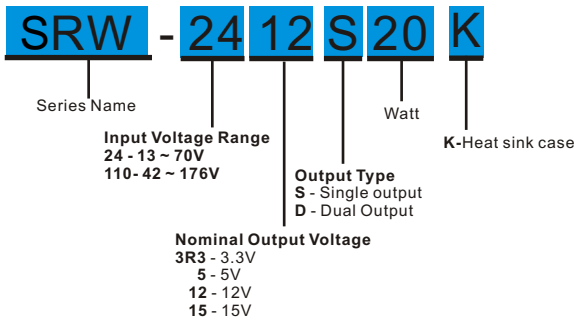 SRW - 24 12 S 20 K
Series Name
Watt
Input Voltage Range
24 - 13 ~ 70V
110- 42 ~ 176V
K-Heat sink case
Output Type
S - Single output
D - Dual Output
Nominal Output Voltage
3R3 - 3.3V
5 - 5V
12 - 12V
15 - 15V